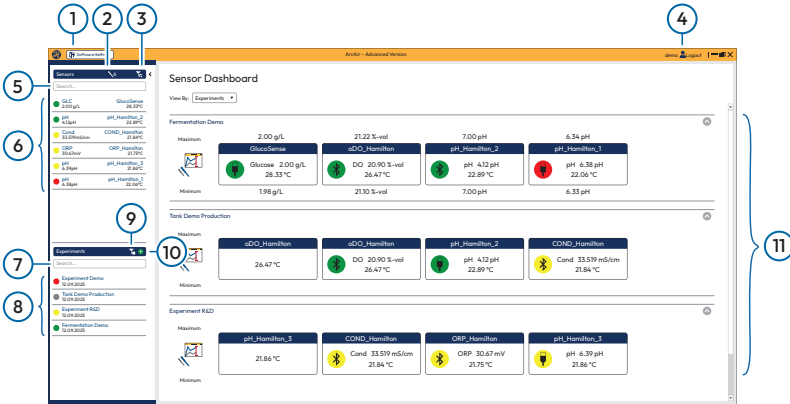 1
2
3
4
Software Settings
ArcAir - Advanced Version
demo
Logout
5
Sensors
6
Search...
6
GLC
GlucoSense
2.00 g/L
28.33°C
pH
pH_Hamilton_2
4.12pH
22.89°C
Cond
COND_Hamilton
33.519mS/cm
21.84°C
ORP
ORP_Hamilton
30.67mV
21.75°C
pH
pH_Hamilton_3
6.39pH
21.86°C
pH
pH_Hamilton_1
6.38pH
22.06°C
9
10
Experiments
7
Search...
8
Experiment Demo
12.09.2025
Tank Demo Production
12.09.2025
Experiment R&D
12.09.2025
Fermentation Demo
12.09.2025
Sensor Dashboard
View By:
Experiments
11
Fermentation Demo
Maximum
2.00 g/L
21.22 %-vol
7.00 pH
6.34 pH
GlucoSense
oDO_Hamilton
pH_Hamilton_2
pH_Hamilton_1
Glucose 2.00 g/L
28.33 °C
DO 20.90 %-vol
26.47 °C
pH 4.12 pH
22.89 °C
pH 6.38 pH
22.06 °C
Minimum
1.98 g/L
21.10 %-vol
7.00 pH
6.33 pH
Tank Demo Production
Maximum
oDO_Hamilton
oDO_Hamilton
pH_Hamilton_2
COND_Hamilton
26.47 °C
DO 20.90 %-vol
26.47 °C
pH 4.12 pH
22.89 °C
Cond 33.519 mS/cm
21.84 °C
Minimum
Experiment R&D
Maximum
pH_Hamilton_3
COND_Hamilton
ORP_Hamilton
pH_Hamilton_3
21.86 °C
Cond 33.519 mS/cm
21.84 °C
ORP 30.67 mV
21.75 °C
pH 6.39 pH
21.86 °C
Minimum